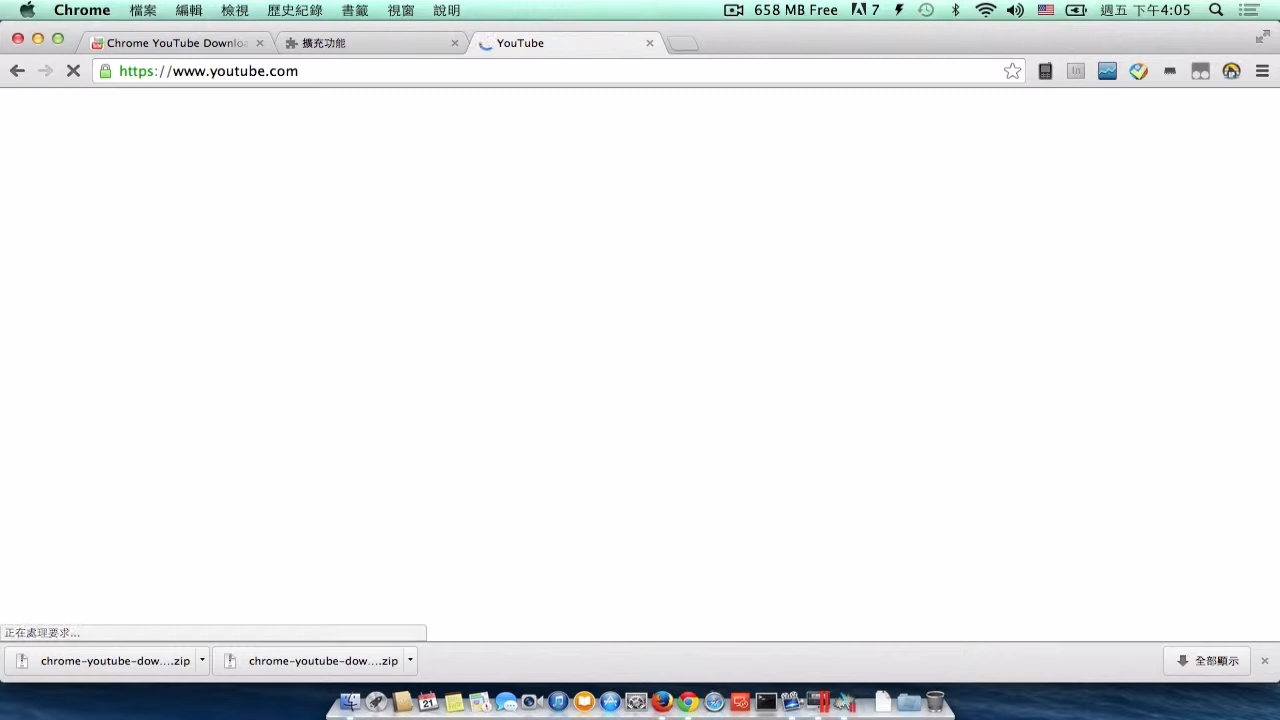 Chrome 檔案 編輯 檢視 歷史紀錄 書籤 視窗 說明 658 MB Free 7 週五 下午4:05
Chrome YouTube Downloa 擴充功能 YouTube
https://www.youtube.com
正在處理要求...
chrome-youtube-dow....zip chrome-youtube-dow....zip 全部顯示
21